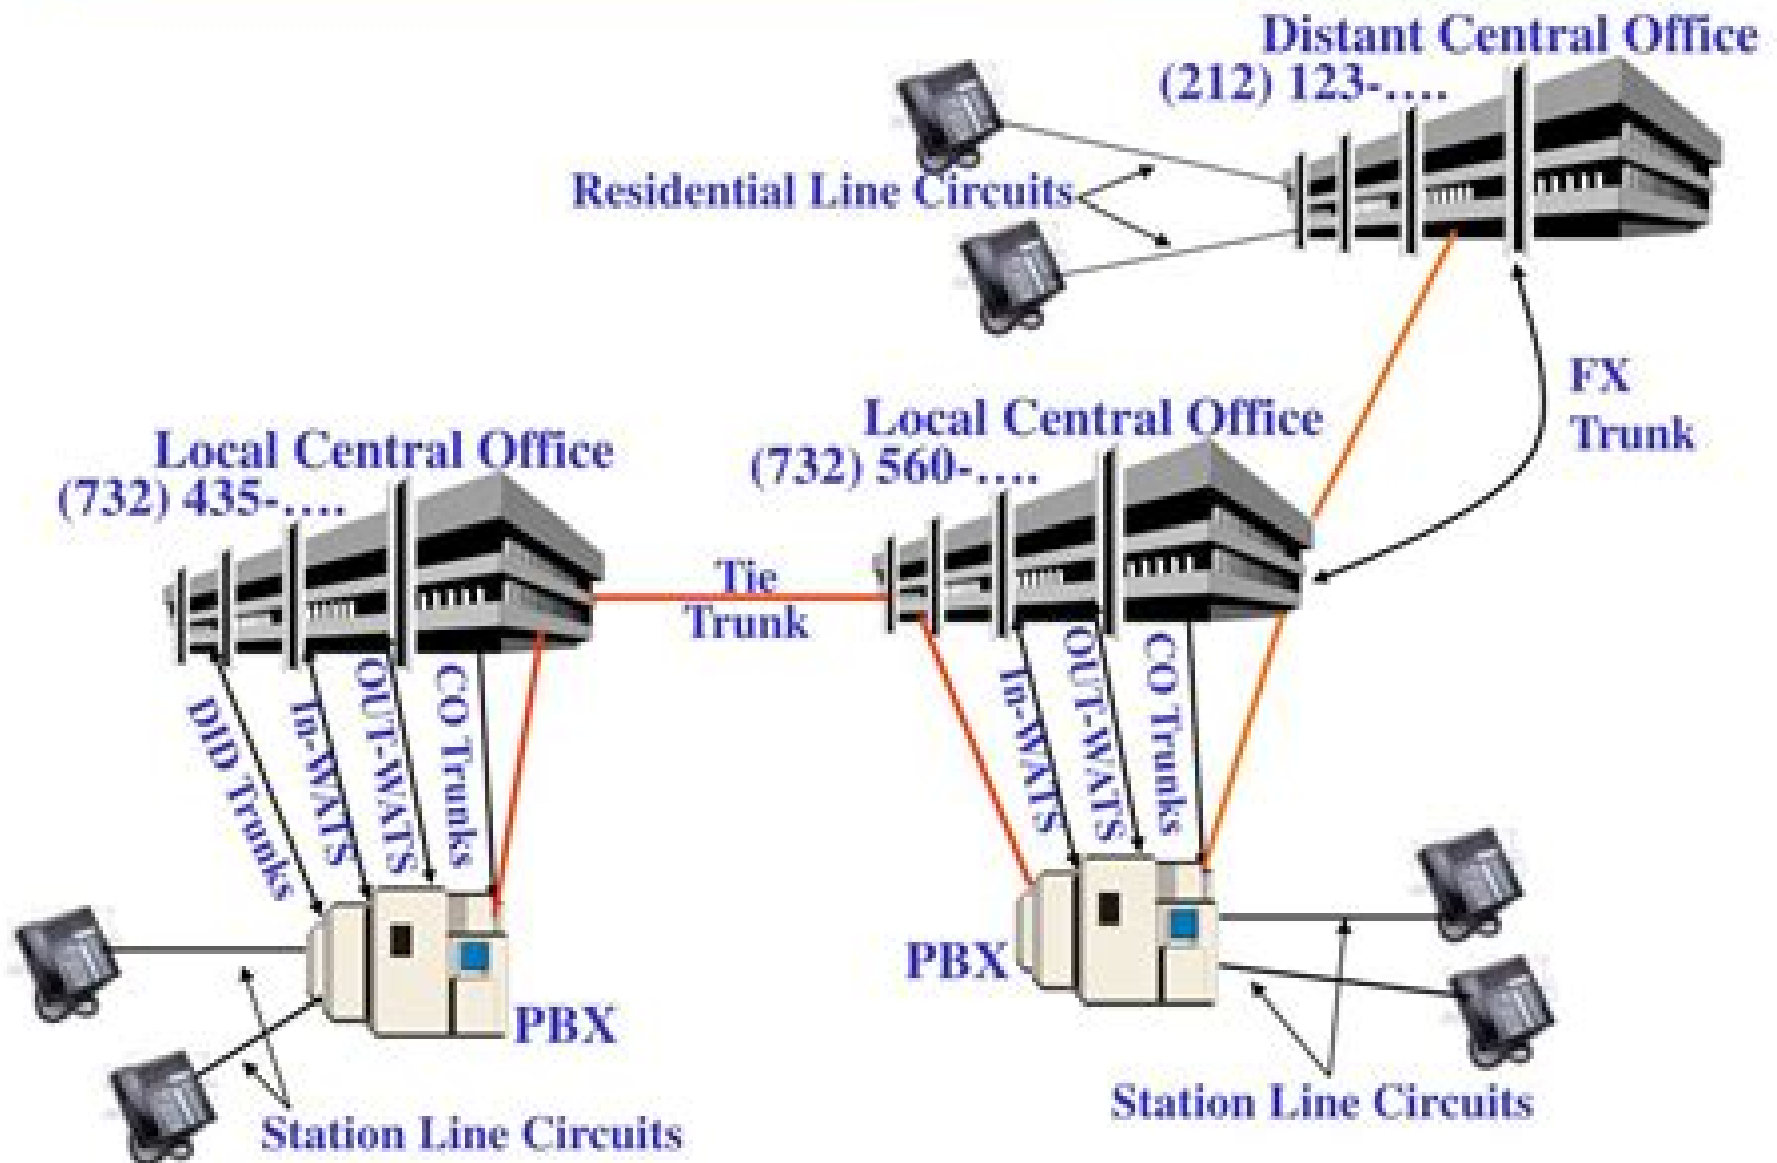 Distant Central Office
(212) 123-....
Residential Line Circuits
FX
Trunk
Local Central Office
(732) 560-....
Local Central Office
(732) 435-....
Tie
Trunk
DID Trunks
In-WATS
OUT-WATS
CO Trunks
In-WATS
OUT-WATS
CO Trunks
PBX
PBX
Station Line Circuits
Station Line Circuits